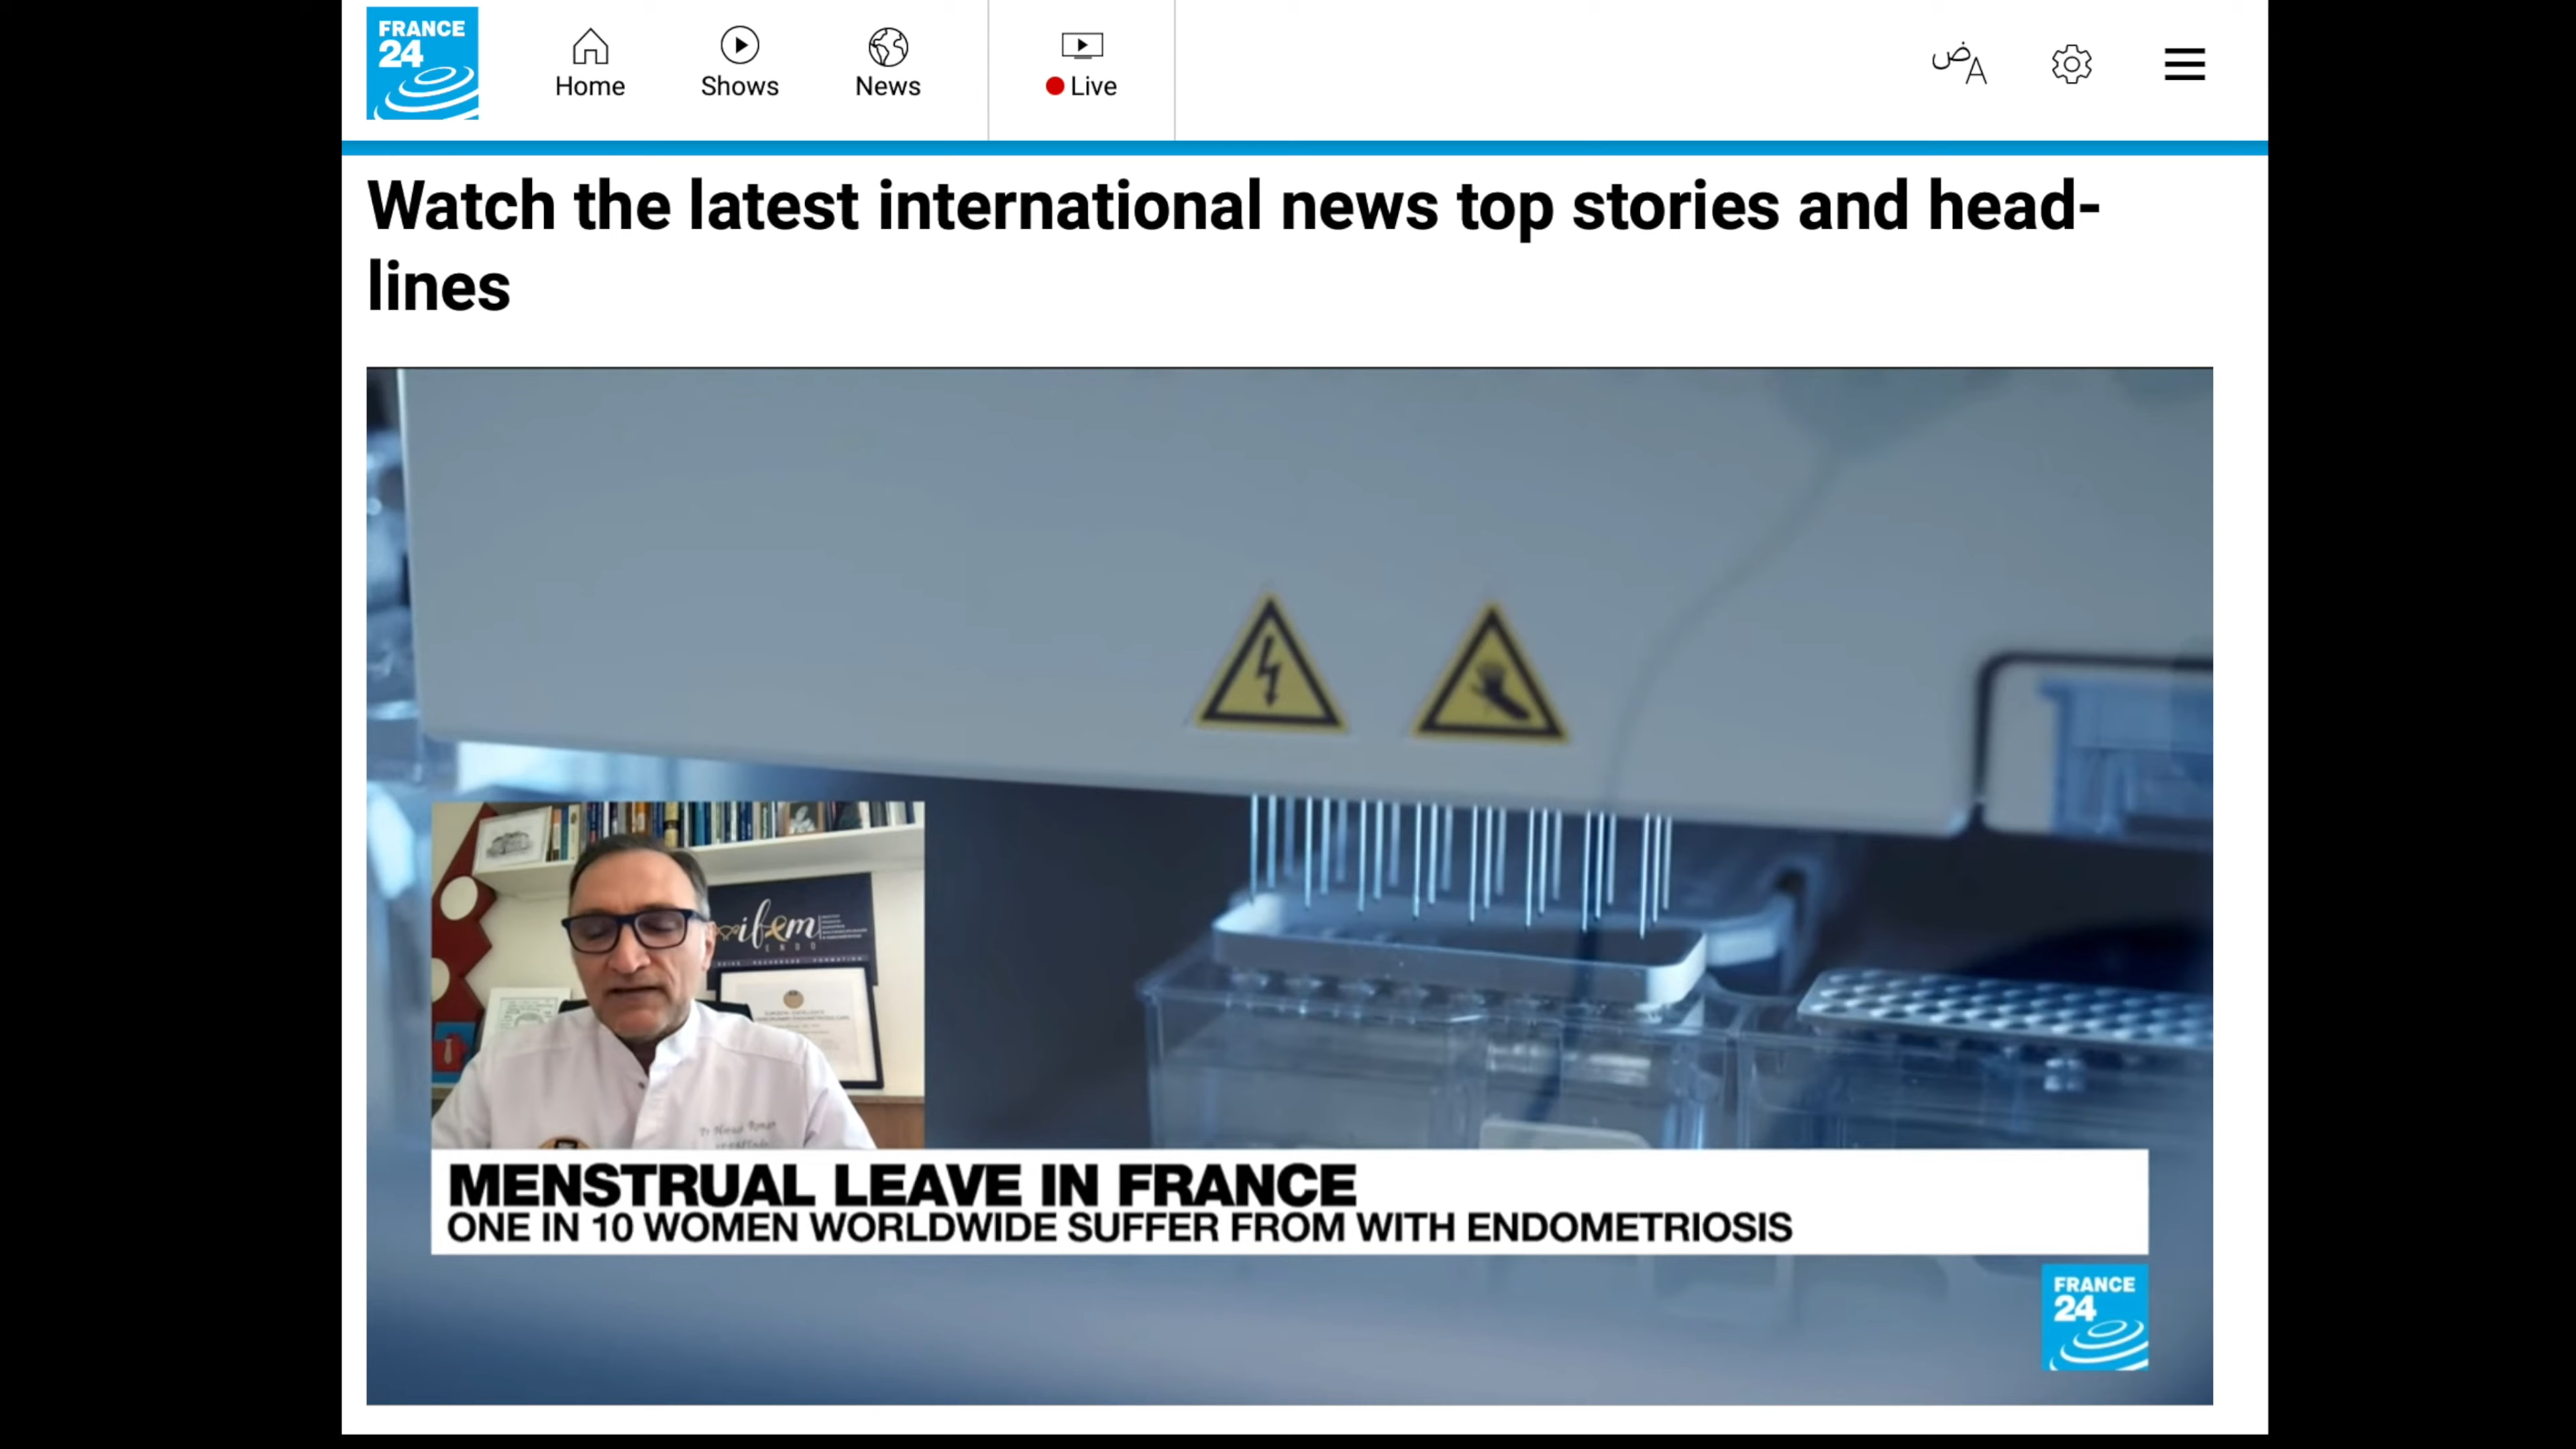 FRANCE
24
Home
Shows
News
Live
ض A
Watch the latest international news top stories and head-
lines
ifem
ENDO
MENSTRUAL LEAVE IN FRANCE
ONE IN 10 WOMEN WORLDWIDE SUFFER FROM WITH ENDOMETRIOSIS
FRANCE
24